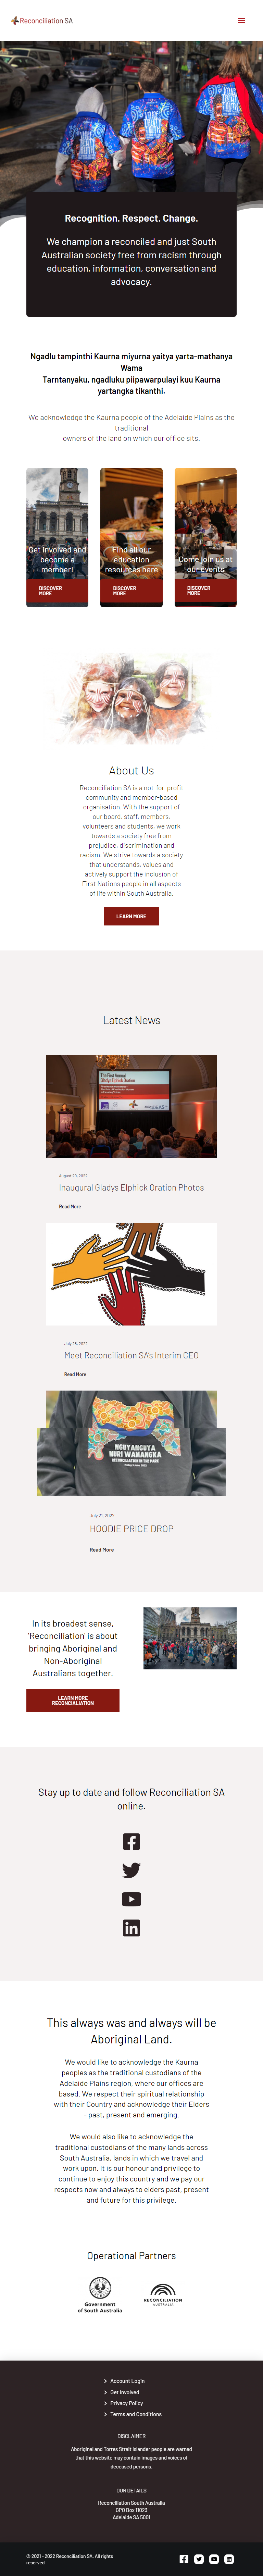 Reconciliation SA
Recognition. Respect. Change.
We champion a reconciled and just South
Australian society free from racism through
education, information, conversation and
advocacy.
Ngadlu tampinthi Kaurna miyurna yaitya yarta-mathanya
Wama
Tarntanyaku, ngadluku piipawarpulayi kuu Kaurna
yartangka tikanthi.
We acknowledge the Kaurna people of the Adelaide Plains as the
traditional
owners of the land on which our office sits.
Get involved and
become a
member!
DISCOVER
MORE
Find all our
education
resources here
DISCOVER
MORE
Come join us at
our events
DISCOVER
MORE
About Us
Reconciliation SA is a not-for-profit
community and member-based
organisation. With the support of
our board, staff, members,
volunteers and students, we work
towards a society free from
prejudice, discrimination and
racism. We strive towards a society
that understands, values and
actively support the inclusion of
First Nations people in all aspects
of life within South Australia.
LEARN MORE
Latest News
The First Annual
Gladys Elphick Oration
August 29, 2022
Inaugural Gladys Elphick Oration Photos
Read More
July 28, 2022
Meet Reconciliation SA's Interim CEO
Read More
NGUYANGUYA
MURI WANANGKA
RECONCILIATION IN THE PARK
July 21, 2022
HOODIE PRICE DROP
Read More
In its broadest sense,
'Reconciliation' is about
bringing Aboriginal and
Non-Aboriginal
Australians together.
LEARN MORE
RECONCIALIATION
Stay up to date and follow Reconciliation SA
online.
This always was and always will be
Aboriginal Land.
We would like to acknowledge the Kaurna
peoples as the traditional custodians of the
Adelaide Plains region, where our offices are
based. We respect their spiritual relationship
with their Country and acknowledge their Elders
- past, present and emerging.
We would also like to acknowledge the
traditional custodians of the many lands across
South Australia, lands in which we travel and
work upon. It is our honour and privilege to
continue to enjoy this country and we pay our
respects now and always to elders past, present
and future for this privilege.
Operational Partners
Government
of South Australia
RECONCILIATION
AUSTRALIA
Account Login
Get Involved
Privacy Policy
Terms and Conditions
DISCLAIMER
Aboriginal and Torres Strait Islander people are warned
that this website may contain images and voices of
deceased persons.
OUR DETAILS
Reconciliation South Australia
GPO Box 11023
Adelaide SA 5001
© 2021 - 2022 Reconciliation SA. All rights
reserved